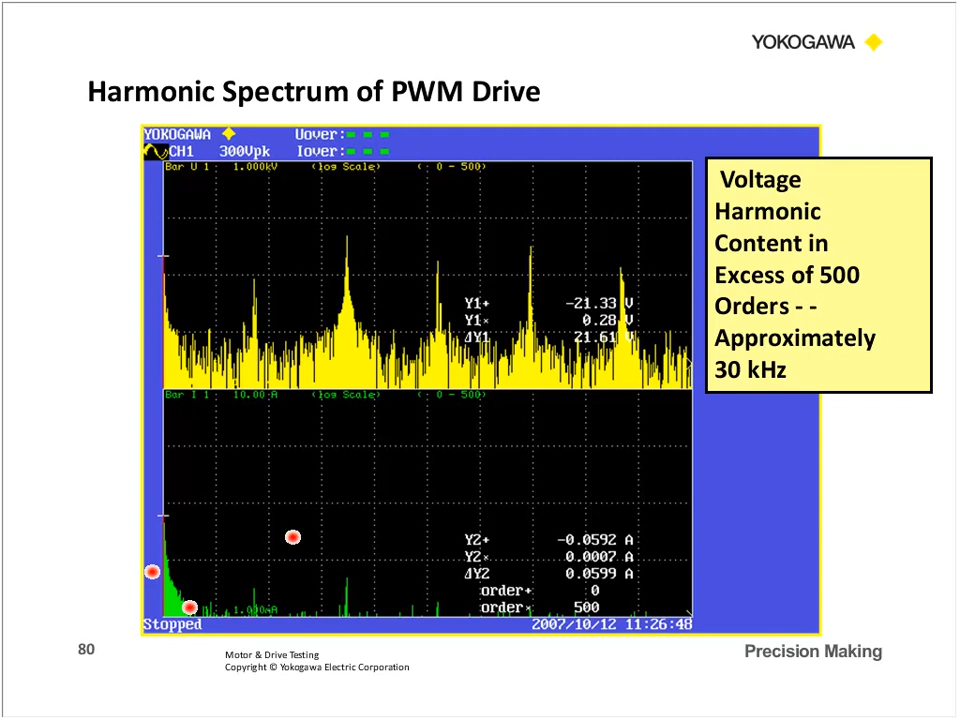 YOKOGAWA
Harmonic Spectrum of PWM Drive
YOKOGAWA Uover:
CH1 300Vpk Iover:
Bar U 1 1.000kV (log Scale) ( 0 - 500)
Y1+ -21.33 V
Y1× 0.28 V
ΔY1 21.61 V
Bar I 1 10.00 A (log Scale) ( 0 - 500)
Y2+ -0.0592 A
Y2× 0.0007 A
ΔY2 0.0599 A
order+ 0
order× 500
1.000mA
Stopped 2007/10/12 11:26:48
Voltage
Harmonic
Content in
Excess of 500
Orders - -
Approximately
30 kHz
80
Motor & Drive Testing
Copyright © Yokogawa Electric Corporation
Precision Making